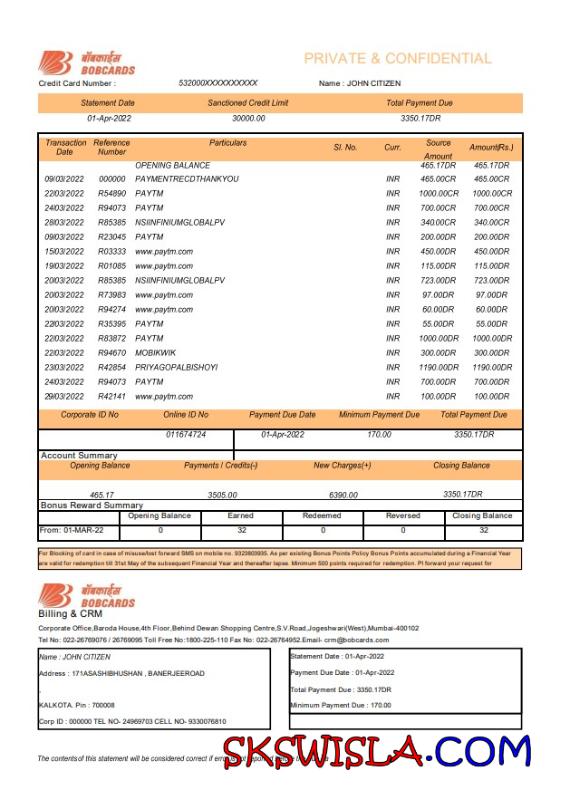 बॉबकार्ड्स
BOBCARDS
PRIVATE & CONFIDENTIAL
Credit Card Number : 532000XXXXXXXXXX Name : JOHN CITIZEN
Statement Date Sanctioned Credit Limit Total Payment Due
01-Apr-2022 30000.00 3350.17DR
Transaction Date Reference Number Particulars Sl. No. Curr. Source Amount Amount(Rs.)
OPENING BALANCE 465.17DR 465.17DR
09/03/2022 000000 PAYMENTRECDTHANKYOU INR 465.00CR 465.00CR
22/03/2022 R54890 PAYTM INR 1000.00CR 1000.00CR
24/03/2022 R94073 PAYTM INR 700.00CR 700.00CR
28/03/2022 R85385 NSIINFINIUMGLOBALPV INR 340.00CR 340.00CR
09/03/2022 R23045 PAYTM INR 200.00DR 200.00DR
15/03/2022 R03333 www.paytm.com INR 450.00DR 450.00DR
19/03/2022 R01085 www.paytm.com INR 115.00DR 115.00DR
20/03/2022 R85385 NSIINFINIUMGLOBALPV INR 723.00DR 723.00DR
20/03/2022 R73983 www.paytm.com INR 97.00DR 97.00DR
20/03/2022 R94274 www.paytm.com INR 60.00DR 60.00DR
22/03/2022 R35395 PAYTM INR 55.00DR 55.00DR
22/03/2022 R83872 PAYTM INR 1000.00DR 1000.00DR
22/03/2022 R94670 MOBIKWIK INR 300.00DR 300.00DR
23/03/2022 R42854 PRIYAGOPALBISHOYI INR 1190.00DR 1190.00DR
24/03/2022 R94073 PAYTM INR 700.00DR 700.00DR
29/03/2022 R42141 www.paytm.com INR 100.00DR 100.00DR
Corporate ID No Online ID No Payment Due Date Minimum Payment Due Total Payment Due
011674724 01-Apr-2022 170.00 3350.17DR
Account Summary
Opening Balance Payments / Credits(-) New Charges(+) Closing Balance
465.17 3505.00 6390.00 3350.17DR
Bonus Reward Summary
Opening Balance Earned Redeemed Reversed Closing Balance
From: 01-MAR-22 0 32 0 0 32
For Blocking of card in case of misuse/lost forward SMS on mobile no. 9323803935. As per existing Bonus Points Policy Bonus Points accumulated during a Financial Year
are valid for redemption till 31st May of the subsequent Financial Year and thereafter lapse. Minimum 500 points required for redemption. Pl forward your request for
बॉबकार्ड्स
BOBCARDS
Billing & CRM
Corporate Office,Baroda House,4th Floor,Behind Dewan Shopping Centre,S.V.Road,Jogeshwari(West),Mumbai-400102
Tel No: 022-26769076 / 26769095 Toll Free No:1800-225-110 Fax No: 022-26764952.Email- crm@bobcards.com
Name : JOHN CITIZEN
Address : 171ASASHIBHUSHAN , BANERJEEROAD
,
KALKOTA. Pin : 700008
Corp ID : 000000 TEL NO- 24969703 CELL NO- 9330076810
Statement Date : 01-Apr-2022
Payment Due Date : 01-Apr-2022
Total Payment Due : 3350.17DR
Minimum Payment Due : 170.00
SKSWISLA.COM
The contents of this statement will be considered correct if error is not reported